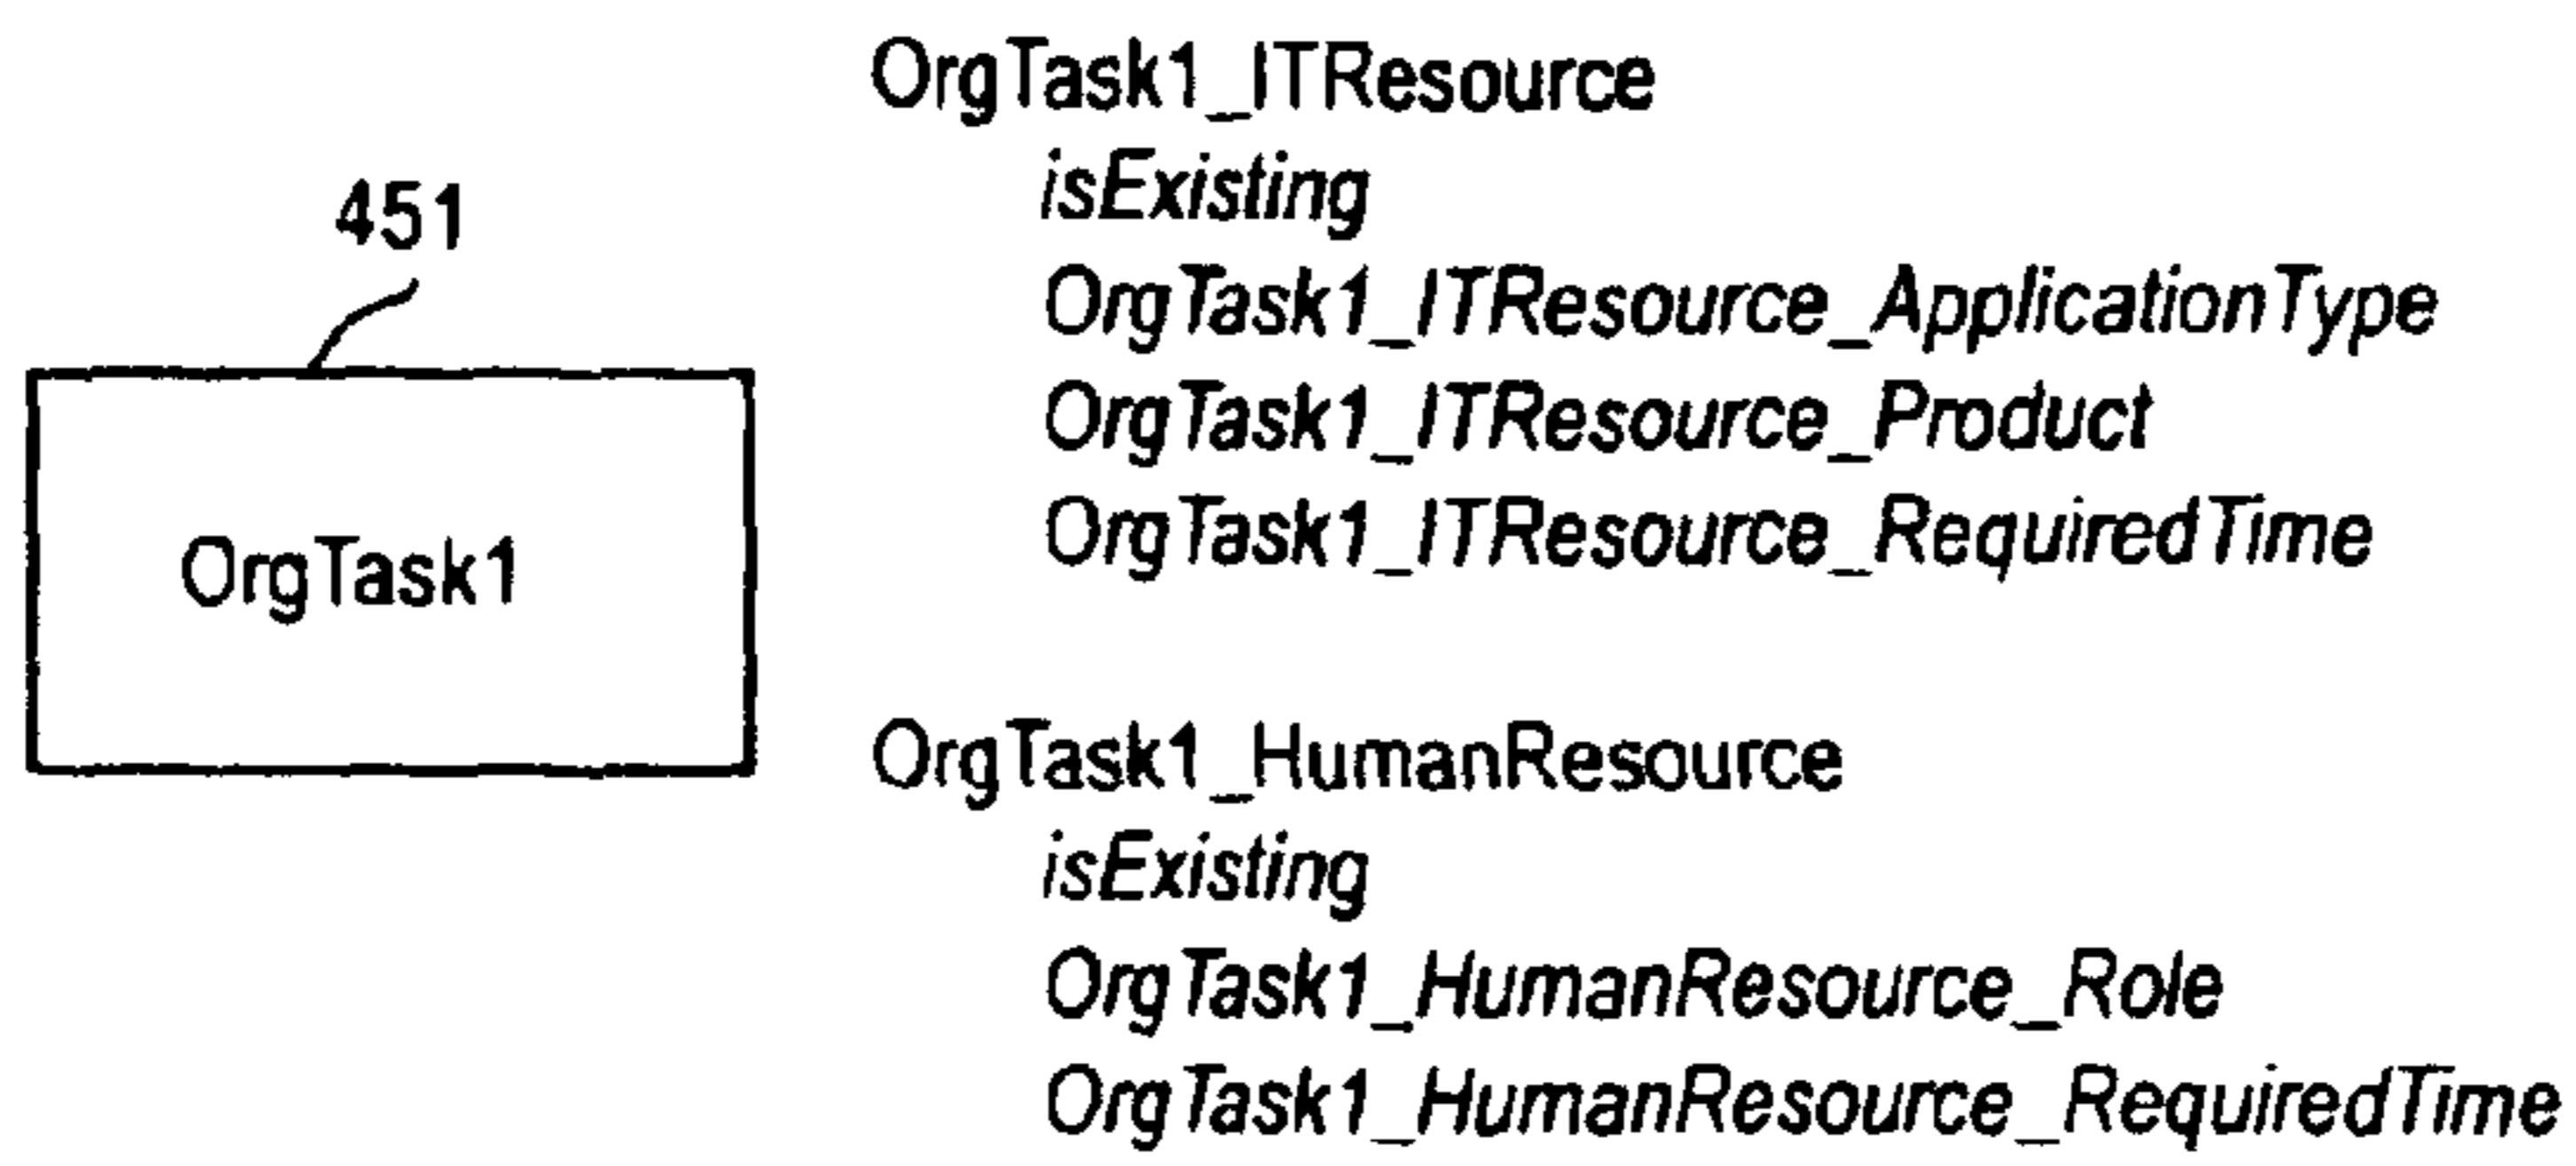 451
OrgTask1
OrgTask1_ITResource
isExisting
OrgTask1_ITResource_ApplicationType
OrgTask1_ITResource_Product
OrgTask1_ITResource_RequiredTime
OrgTask1_HumanResource
isExisting
OrgTask1_HumanResource_Role
OrgTask1_HumanResource_RequiredTime